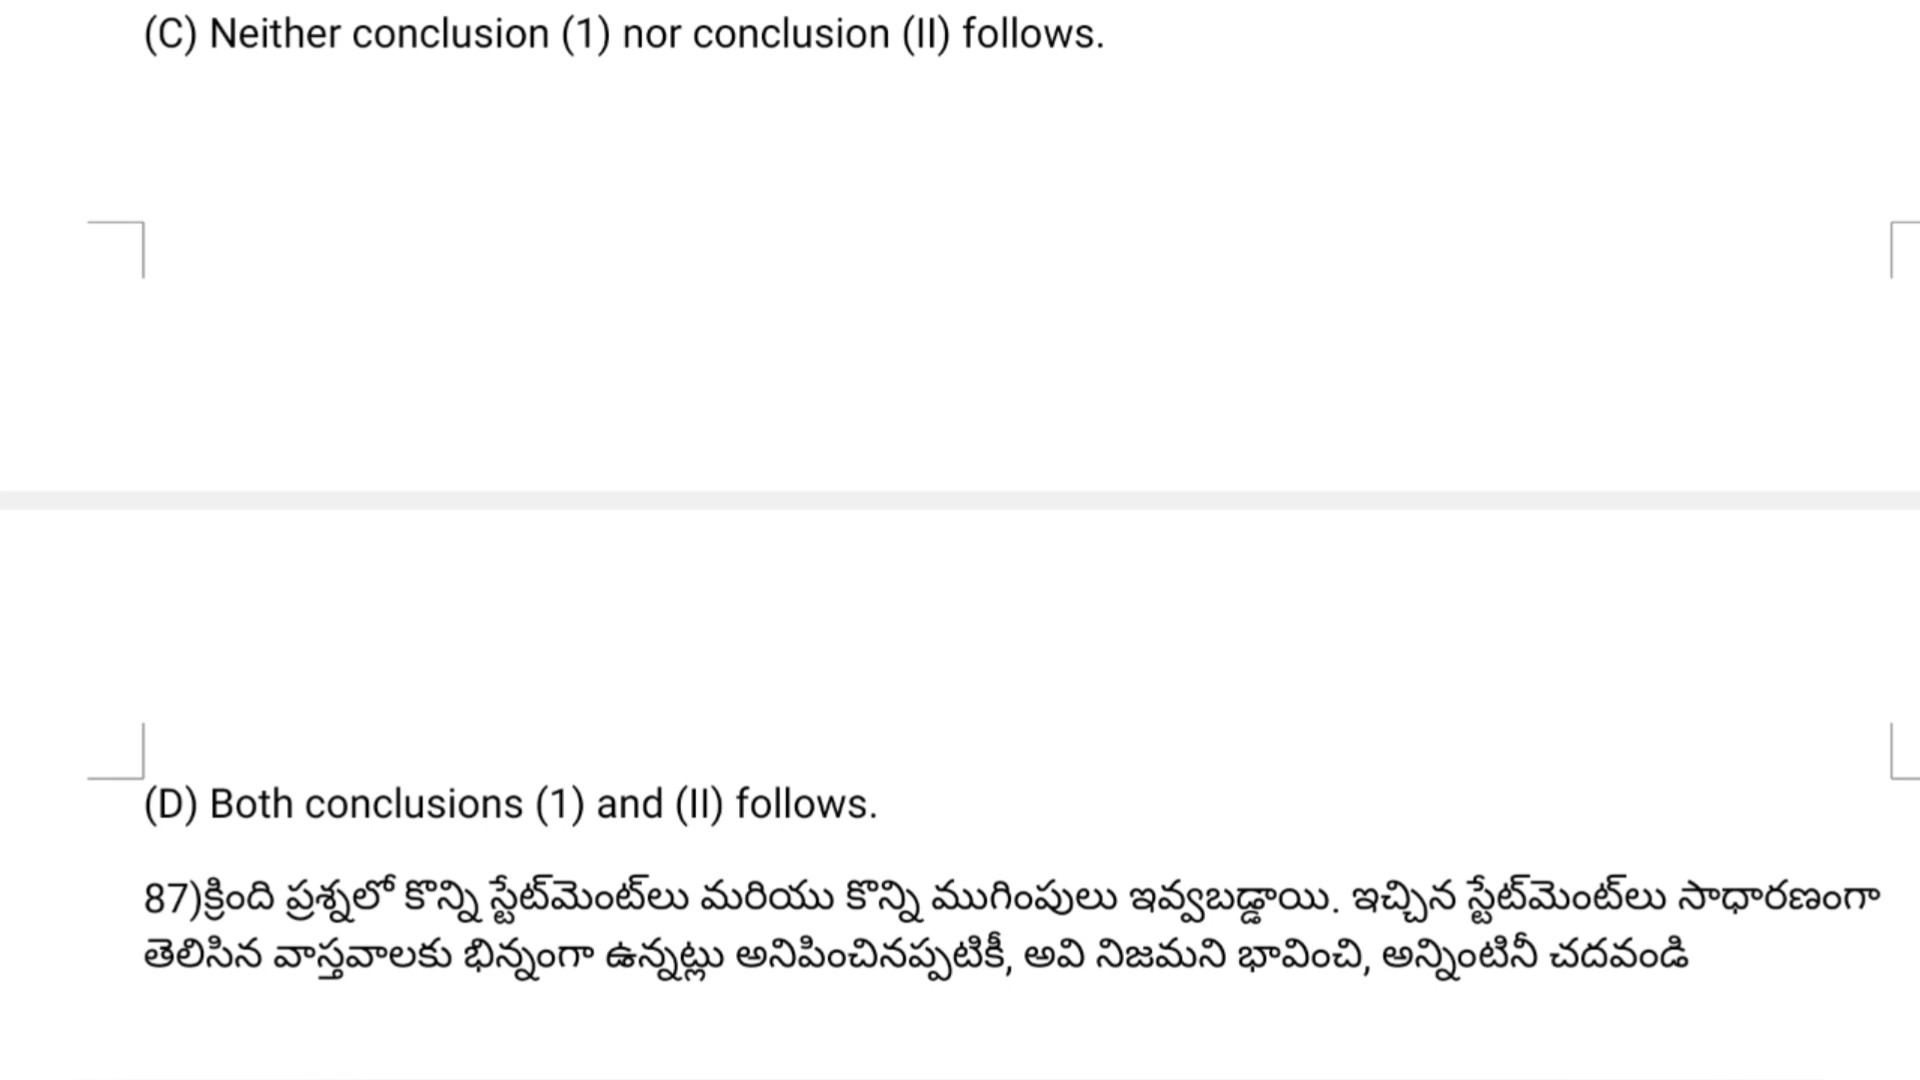 (C) Neither conclusion (1) nor conclusion (II) follows.
(D) Both conclusions (1) and (II) follows.
87)క్రింది ప్రశ్నలో కొన్ని స్టేట్‌మెంట్‌లు మరియు కొన్ని ముగింపులు ఇవ్వబడ్డాయి. ఇచ్చిన స్టేట్‌మెంట్‌లు సాధారణంగా
తెలిసిన వాస్తవాలకు భిన్నంగా ఉన్నట్లు అనిపించినప్పటికీ, అవి నిజమని భావించి, అన్నింటినీ చదవండి